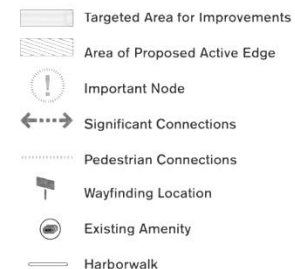 Targeted Area for Improvements
Area of Proposed Active Edge
!
Important Node
Significant Connections
Pedestrian Connections
Wayfinding Location
Existing Amenity
Harborwalk